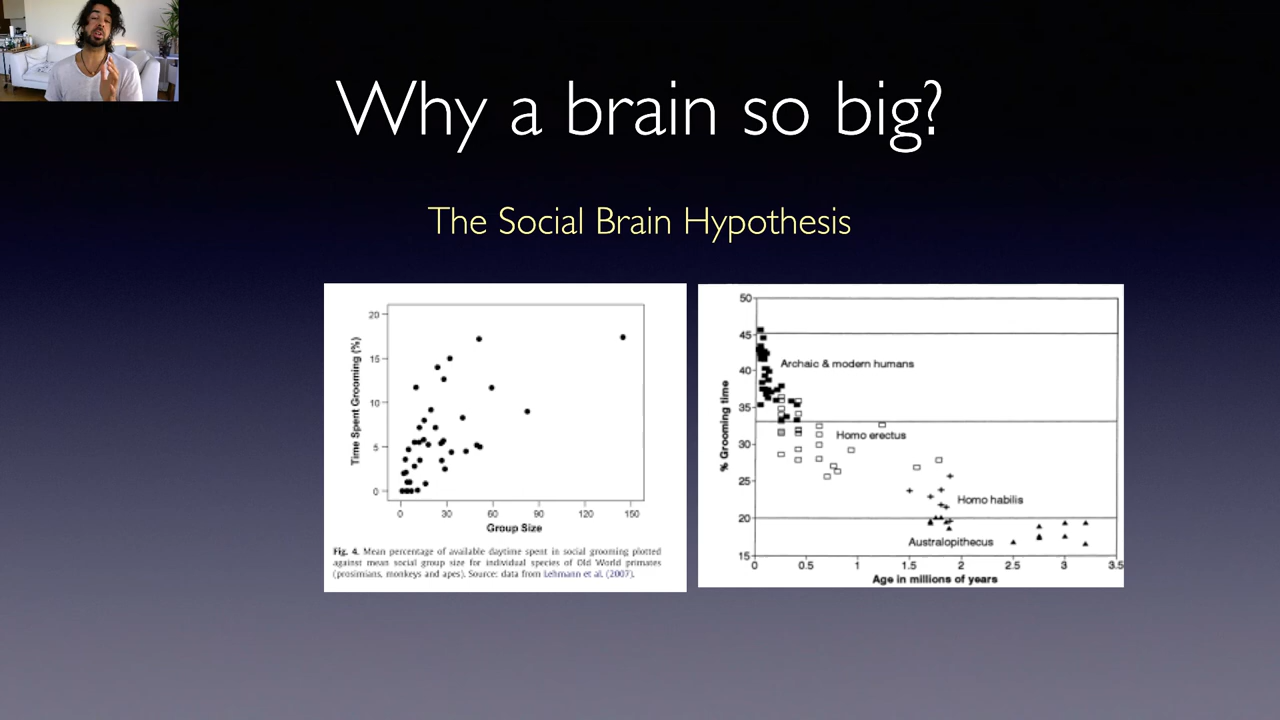 Why a brain so big?
The Social Brain Hypothesis
Time Spent Grooming (%)
20
15
10
5
0
0 30 60 90 120 150
Group Size
Fig. 4. Mean percentage of available daytime spent in social grooming plotted
against mean social group size for individual species of Old World primates
(prosimians, monkeys and apes). Source: data from Lehmann et al. (2007).
% Grooming time
50
45
40
35
30
25
20
15
Archaic & modern humans
Homo erectus
Homo habilis
Australopithecus
0 0.5 1 1.5 2 2.5 3 3.5
Age in millions of years